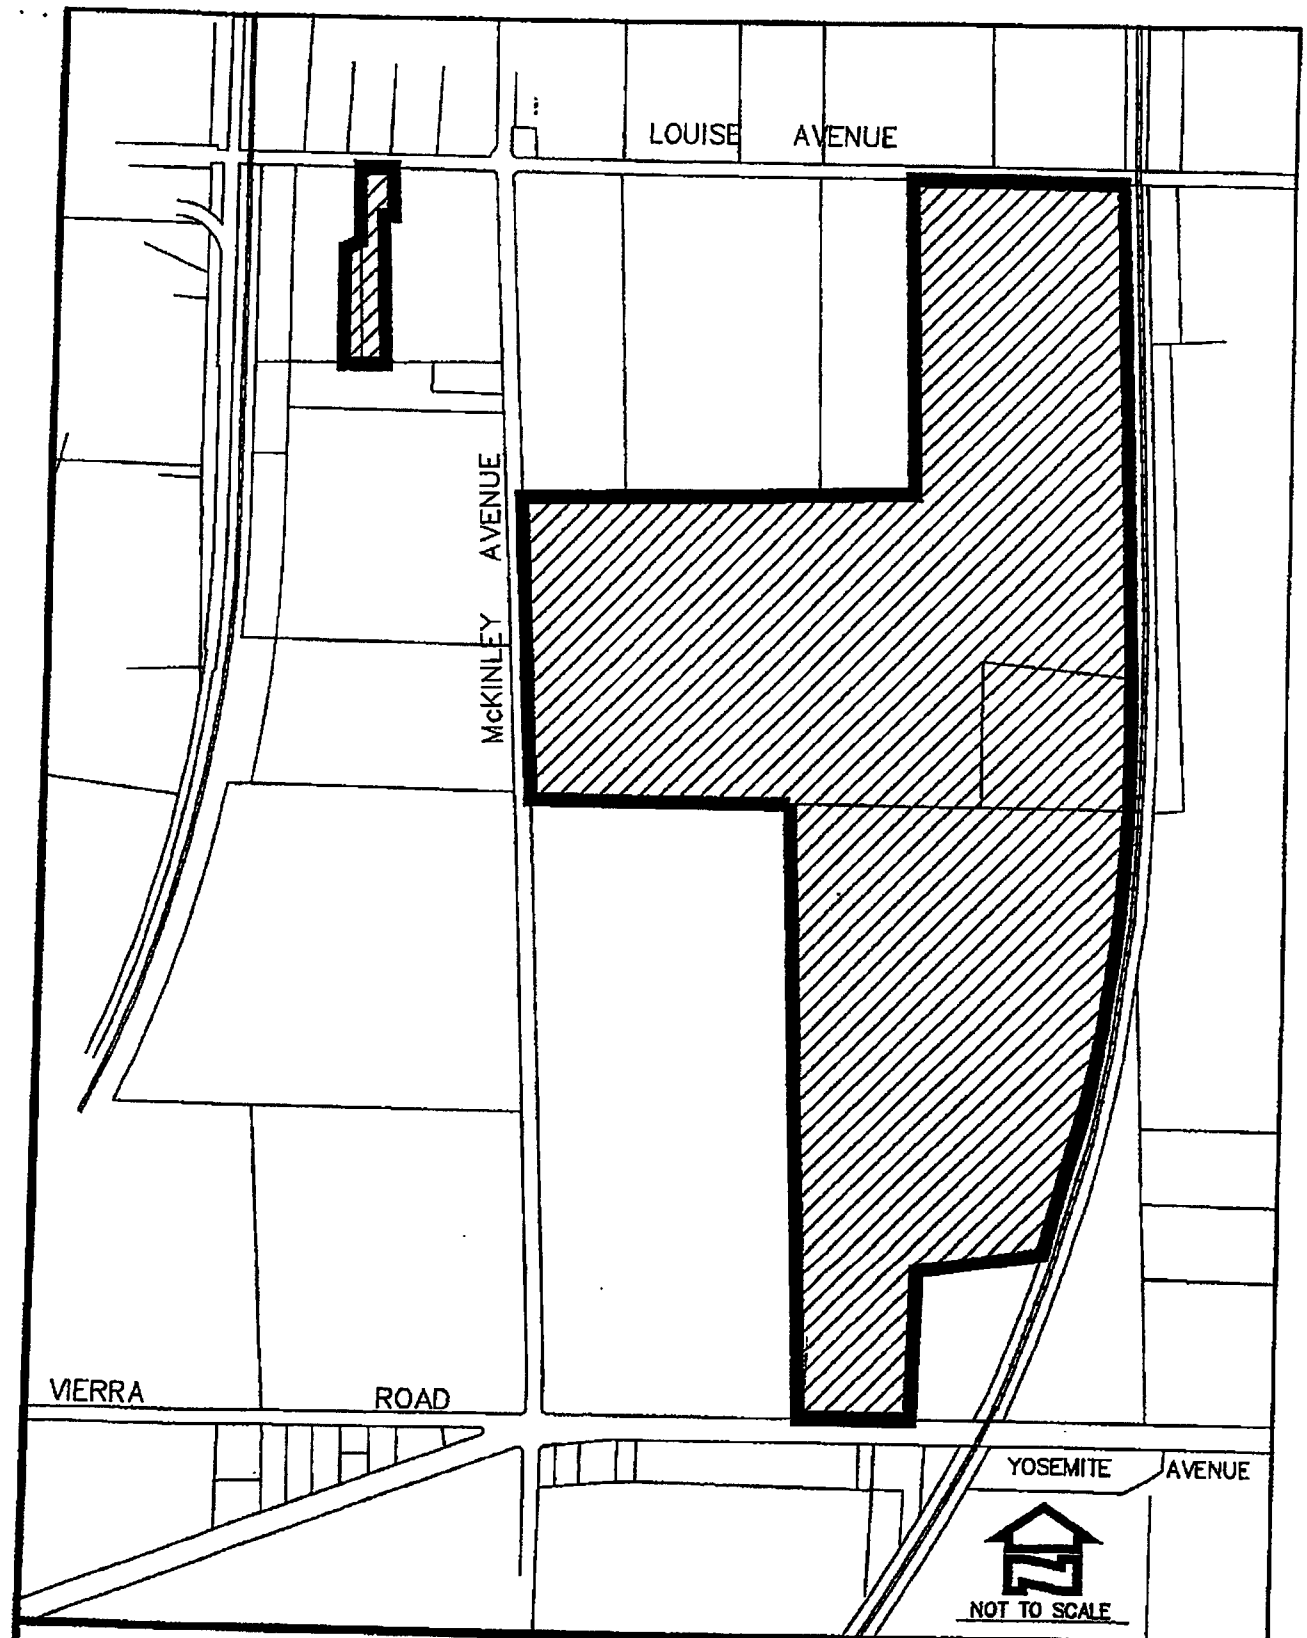 LOUISE AVENUE
McKINLEY AVENUE
VIERRA ROAD
YOSEMITE AVENUE
NOT TO SCALE